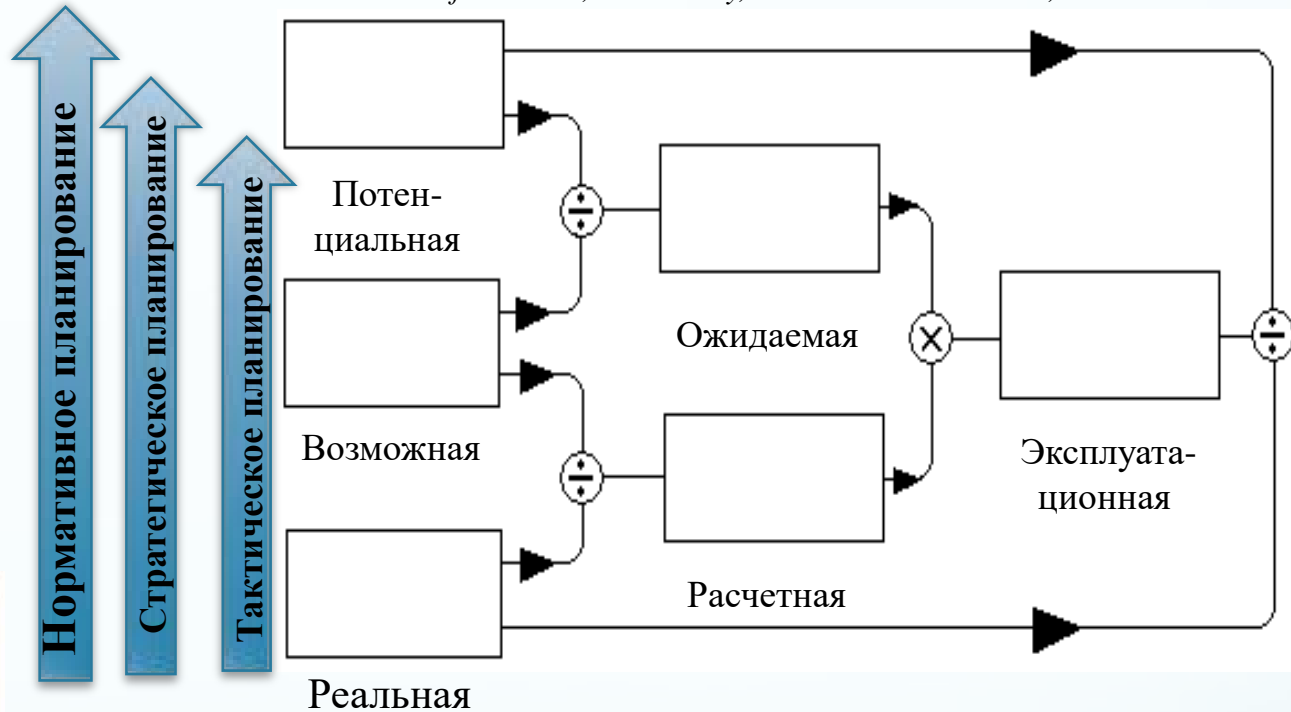 Нормативное планирование
Стратегическое планирование
Тактическое планирование
Потен-
циальная
Ожидаемая
Возможная
Эксплуата-
ционная
Расчетная
Реальная